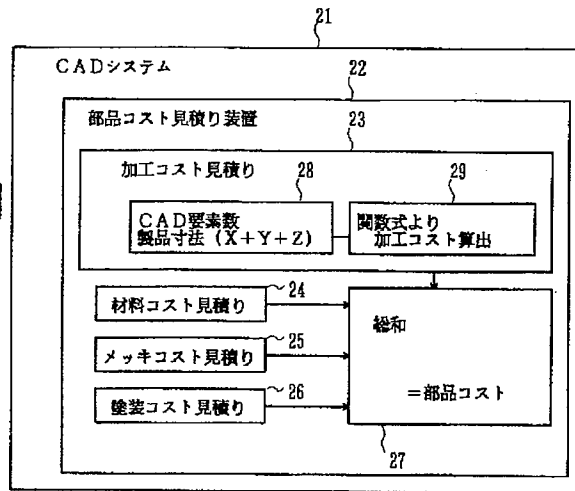 21
CADシステム
22
部品コスト見積り装置
23
加工コスト見積り
28
29
CAD要素数
製品寸法（X＋Y＋Z）
関数式より
加工コスト算出
材料コスト見積り
24
メッキコスト見積り
25
塗装コスト見積り
26
総和
＝部品コスト
27